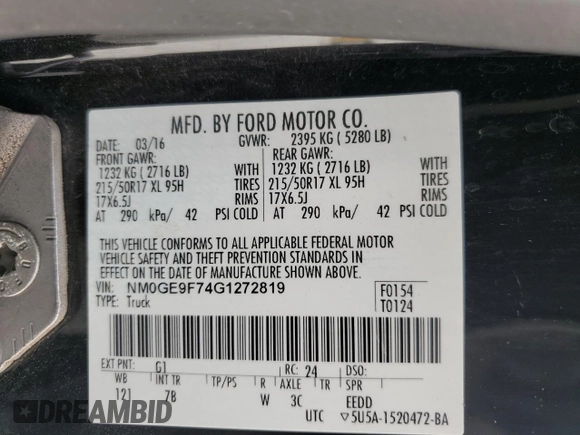 MFD. BY FORD MOTOR CO.
DATE: 03/16 GVWR: 2395 KG ( 5280 LB)
FRONT GAWR: REAR GAWR:
1232 KG ( 2716 LB) WITH 1232 KG ( 2716 LB) WITH
215/50R17 XL 95H TIRES 215/50R17 XL 95H TIRES
17X6.5J RIMS 17X6.5J RIMS
AT 290 kPa/ 42 PSI COLD AT 290 kPa/ 42 PSI COLD
THIS VEHICLE CONFORMS TO ALL APPLICABLE FEDERAL MOTOR
VEHICLE SAFETY AND THEFT PREVENTION STANDARDS IN
EFFECT ON THE DATE OF MANUFACTURE SHOWN ABOVE.
VIN: NM0GE9F74G1272819 F0154
TYPE: Truck T0124
EXT PNT: G1 RC: 24 DSO:
WB INT TR TP/PS R AXLE TR SPR
121 7B W 3C EEDD
UTC ▽5U5A-1520472-BA
DREAMBID